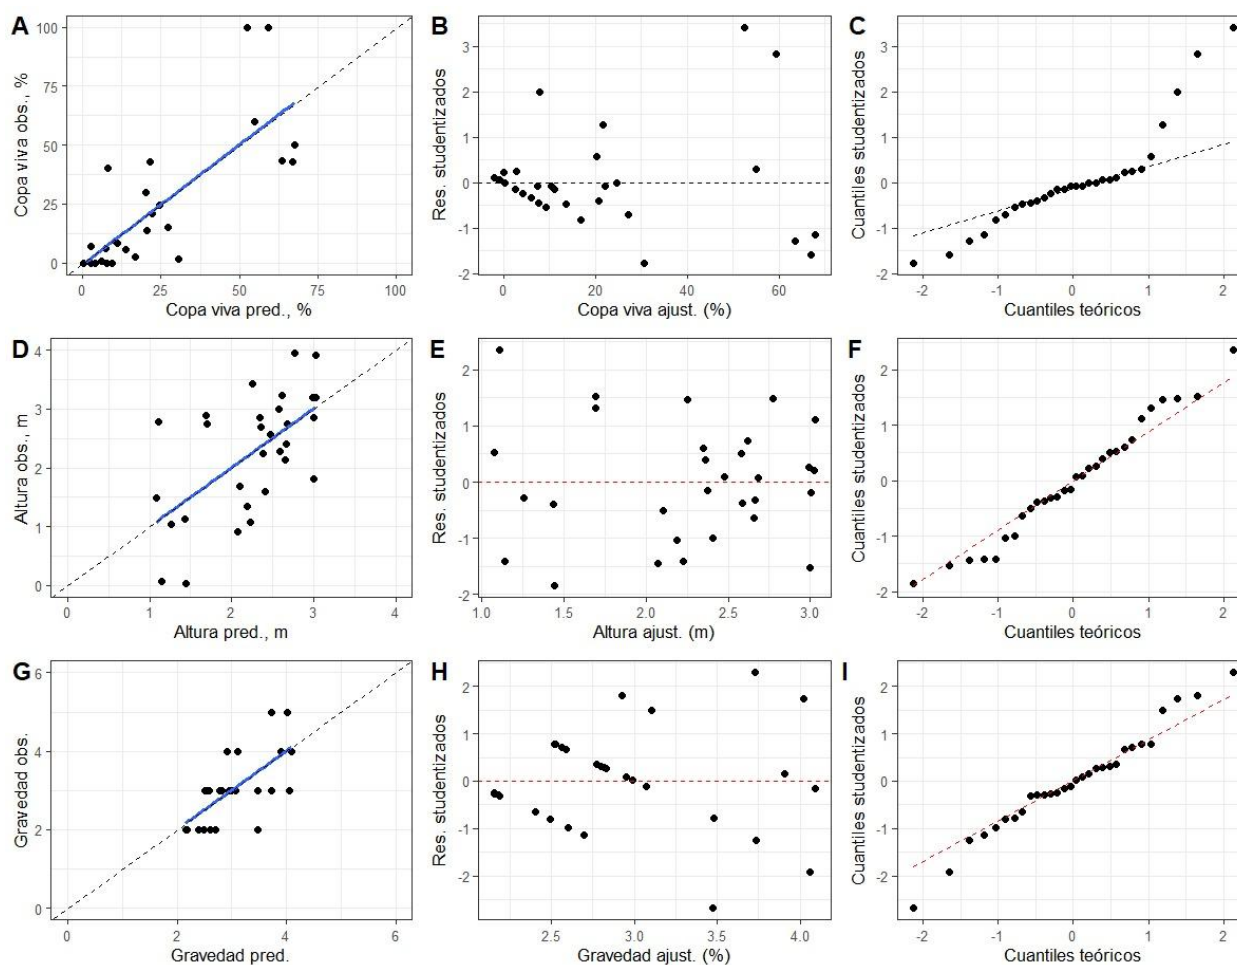 A
100
75
50
25
0
Copa viva obs., %
0 25 50 75 100
Copa viva pred., %
B
3
2
1
0
-1
-2
Res. studentizados
0 20 40 60
Copa viva ajust. (%)
C
3
2
1
0
-1
-2
Cuantiles studentizados
-2 -1 0 1 2
Cuantiles teóricos
D
4
3
2
1
0
Altura obs., m
0 1 2 3 4
Altura pred., m
E
2
1
0
-1
-2
Res. studentizados
1.0 1.5 2.0 2.5 3.0
Altura ajust. (m)
F
2
1
0
-1
-2
Cuantiles studentizados
-2 -1 0 1 2
Cuantiles teóricos
G
6
4
2
0
Gravedad obs.
0 2 4 6
Gravedad pred.
H
2
1
0
-1
-2
Res. studentizados
2.5 3.0 3.5 4.0
Gravedad ajust. (%)
I
2
1
0
-1
-2
Cuantiles studentizados
-2 -1 0 1 2
Cuantiles teóricos